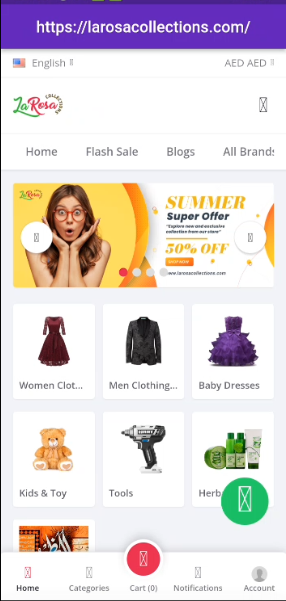 https://larosacollections.com/
English
AED AED
LaRosa
COLLECTIONS
Home Flash Sale Blogs All Brands
LaRosa
SUMMER
Super Offer
"Explore new and exclusive
collection from our store"
50% OFF
www.larosacollections.com
Women Clot...
Men Clothing...
Baby Dresses
Kids & Toy
Tools
Herb
Home
Categories
Cart (0)
Notifications
Account